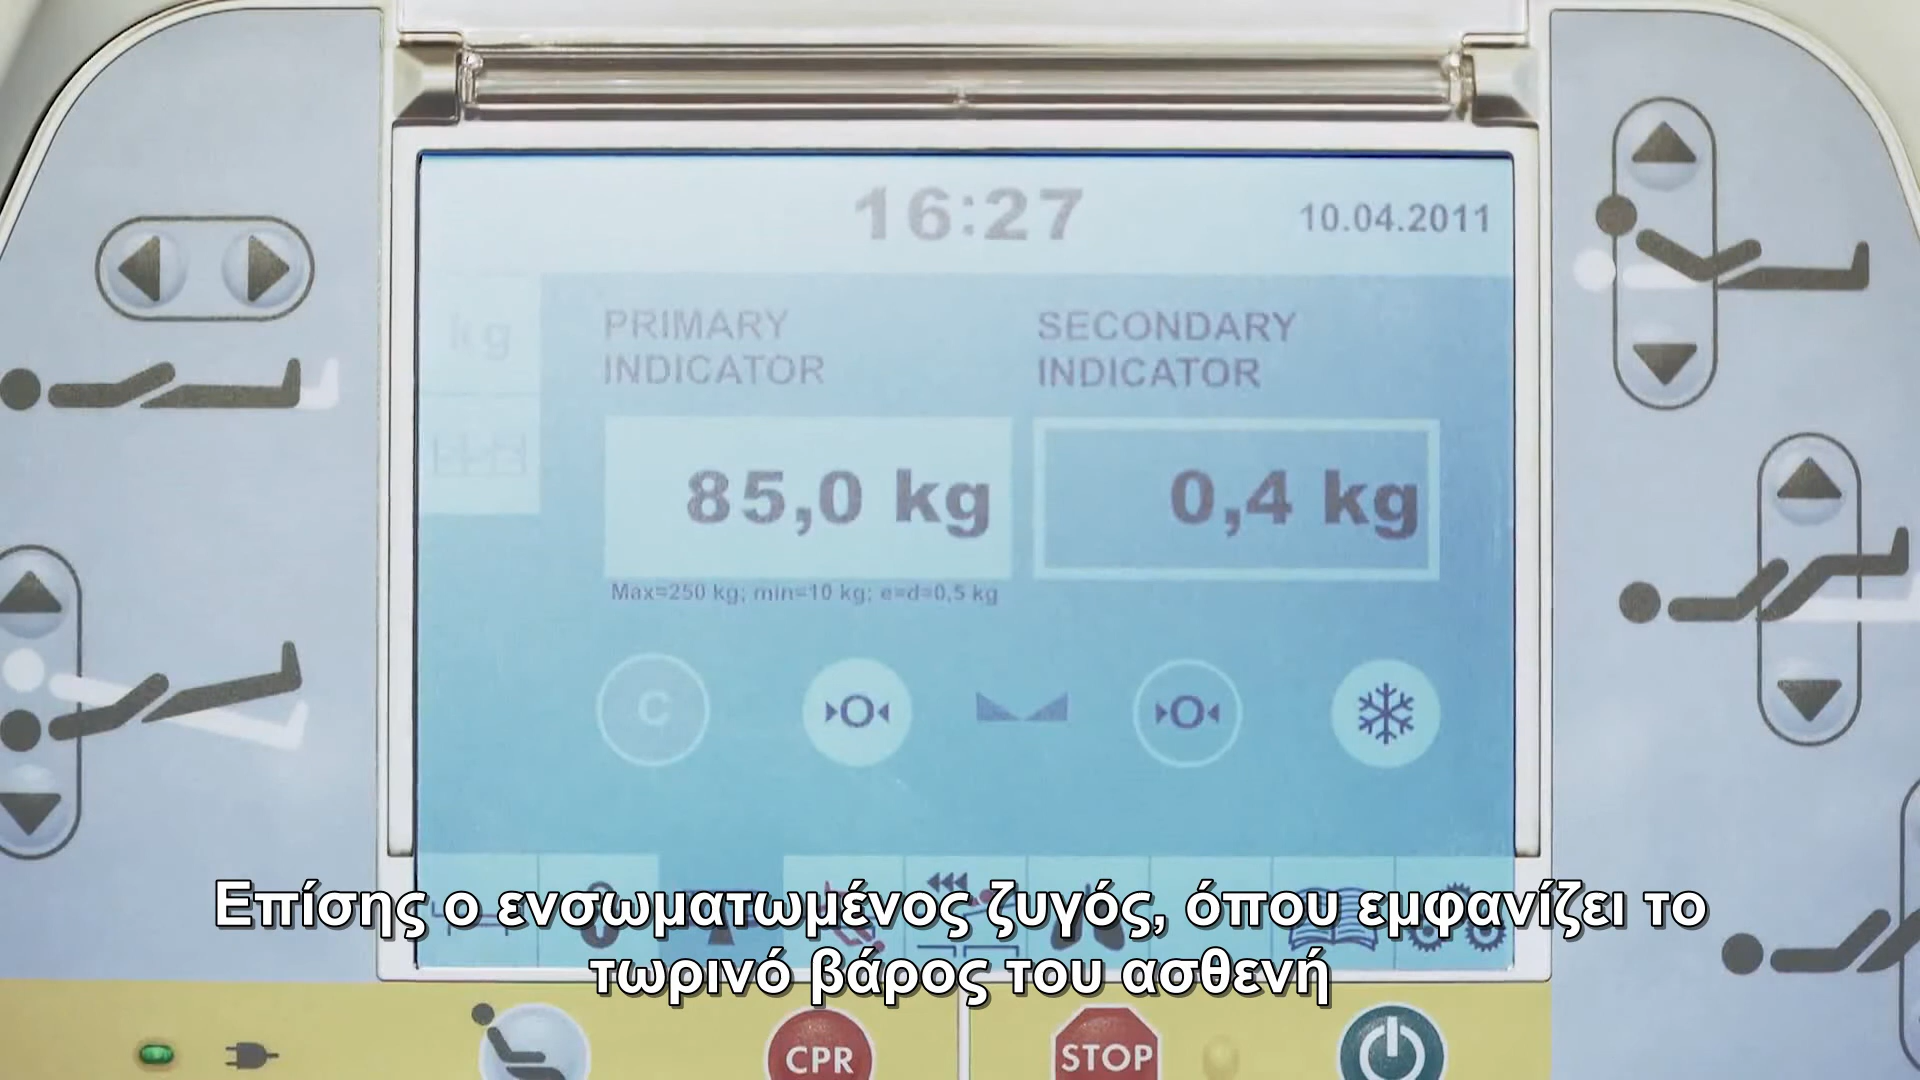 16:27
10.04.2011
kg
PRIMARY
INDICATOR
SECONDARY
INDICATOR
85,0 kg
0,4 kg
Max=250 kg; min=10 kg; e=d=0,5 kg
C
Επίσης ο ενσωματωμένος ζυγός, όπου εμφανίζει το
τωρινό βάρος του ασθενή
CPR
STOP